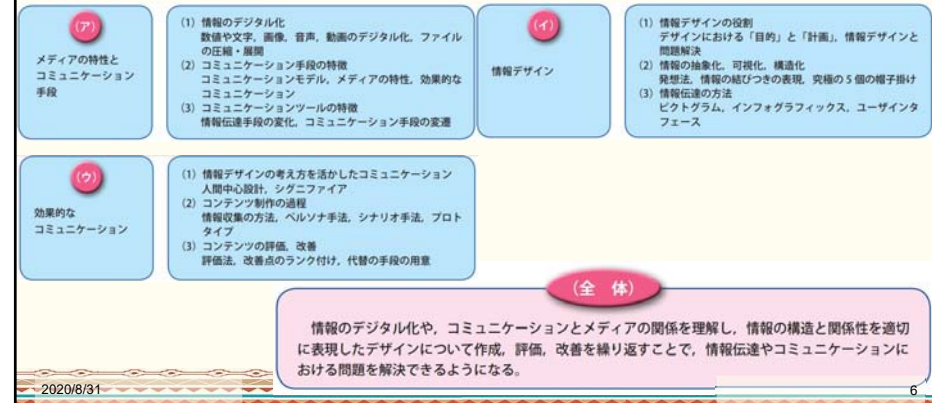 (ア)
メディアの特性と
コミュニケーション
手段
(1) 情報のデジタル化
数値や文字，画像，音声，動画のデジタル化，ファイル
の圧縮・展開
(2) コミュニケーション手段の特徴
コミュニケーションモデル，メディアの特性，効果的な
コミュニケーション
(3) コミュニケーションツールの特徴
情報伝達手段の変化，コミュニケーション手段の変遷
(イ)
情報デザイン
(1) 情報デザインの役割
デザインにおける「目的」と「計画」，情報デザインと
問題解決
(2) 情報の抽象化，可視化，構造化
発想法，情報の結びつきの表現，究極の5個の帽子掛け
(3) 情報伝達の方法
ピクトグラム，インフォグラフィックス，ユーザインタ
フェース
(ウ)
効果的な
コミュニケーション
(1) 情報デザインの考え方を活かしたコミュニケーション
人間中心設計，シグニファイア
(2) コンテンツ制作の過程
情報収集の方法，ペルソナ手法，シナリオ手法，プロト
タイプ
(3) コンテンツの評価，改善
評価法，改善点のランク付け，代替の手段の用意
(全 体)
情報のデジタル化や，コミュニケーションとメディアの関係を理解し，情報の構造と関係性を適切
に表現したデザインについて作成，評価，改善を繰り返すことで，情報伝達やコミュニケーションに
おける問題を解決できるようになる。
2020/8/31
6